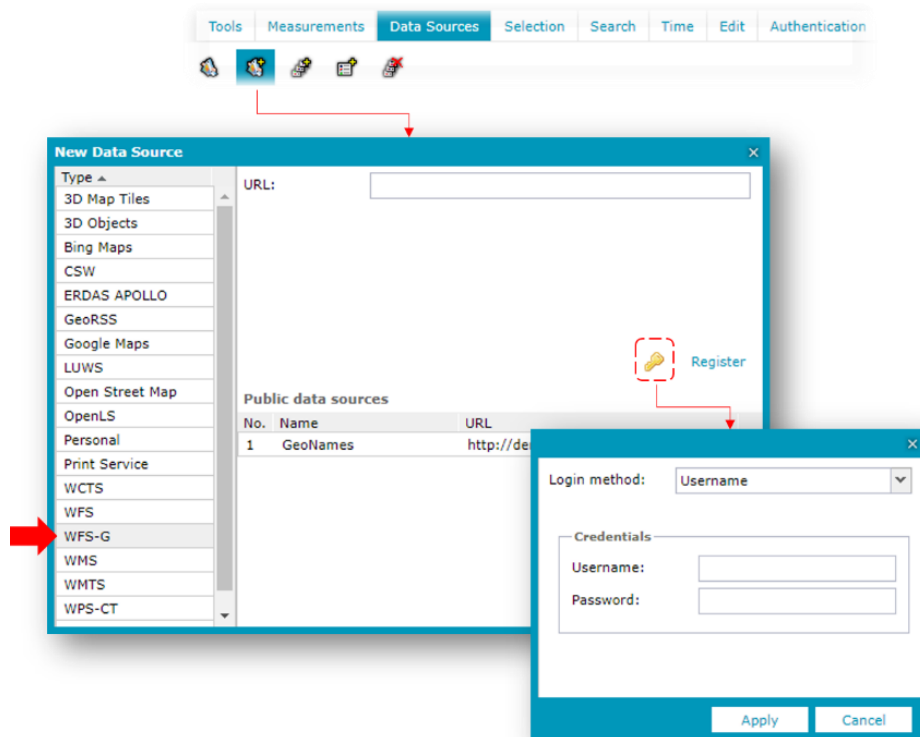 Tools Measurements Data Sources Selection Search Time Edit Authentication
New Data Source
Type
URL:
3D Map Tiles
3D Objects
Bing Maps
CSW
ERDAS APOLLO
GeoRSS
Google Maps
LUWS
Open Street Map
OpenLS
Personal
Print Service
WCTS
WFS
WFS-G
WMS
WMTS
WPS-CT
Register
Public data sources
No. Name URL
1 GeoNames http://de
Login method: Username
Credentials
Username:
Password:
Apply Cancel